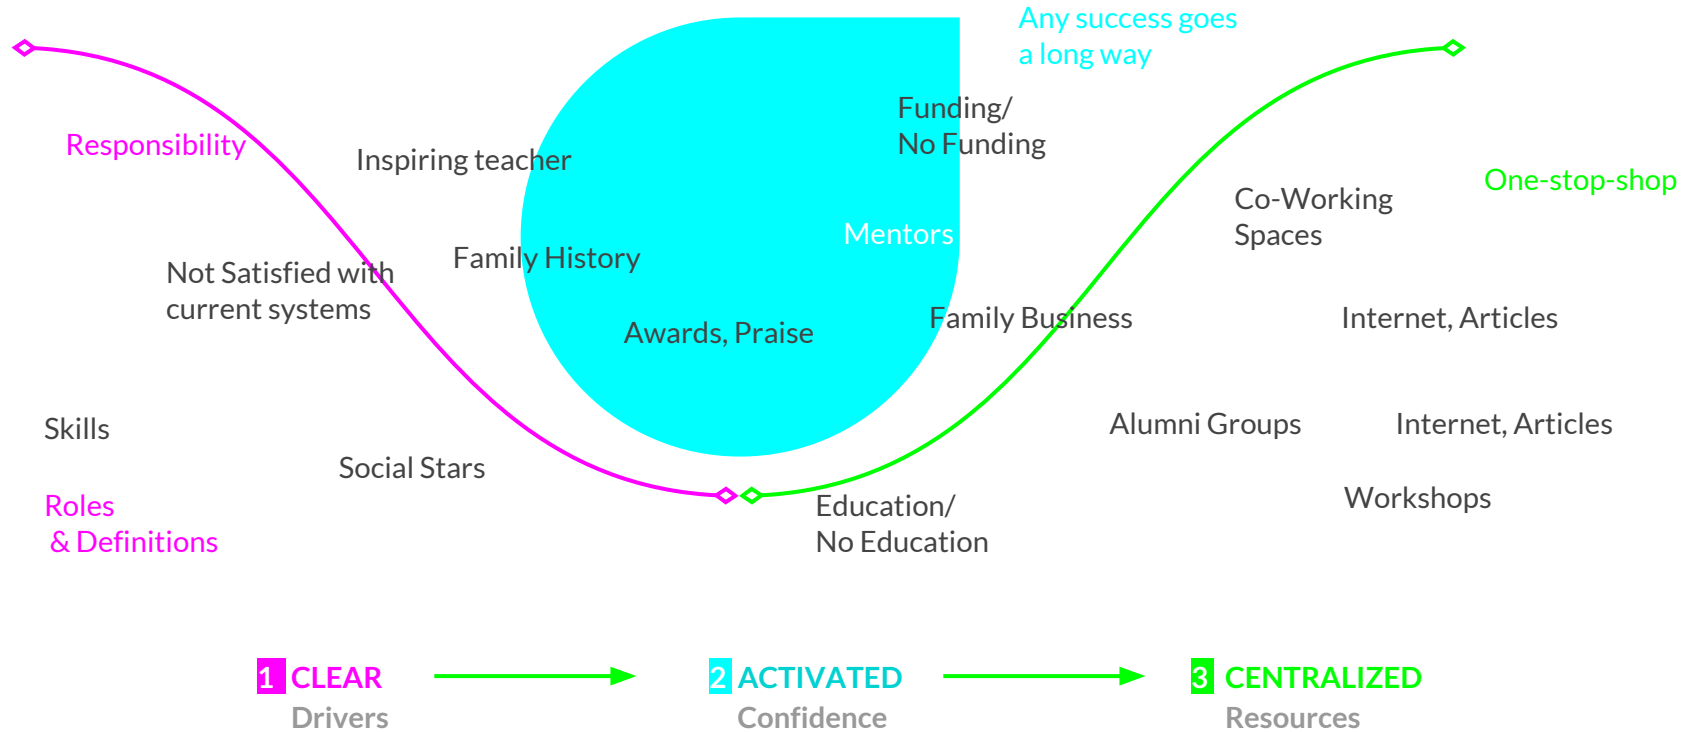 Any success goes
a long way
Funding/
No Funding
Responsibility
Inspiring teacher
One-stop-shop
Co-Working
Spaces
Mentors
Family History
Not Satisfied with
current systems
Awards, Praise
Family Business
Internet, Articles
Skills
Alumni Groups
Internet, Articles
Social Stars
Workshops
Roles
& Definitions
Education/
No Education
1 CLEAR
Drivers
2 ACTIVATED
Confidence
3 CENTRALIZED
Resources